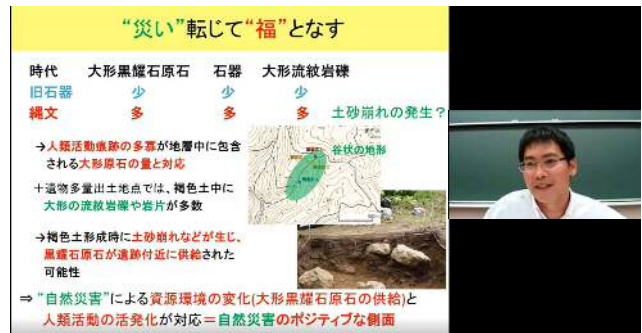 “災い”転じて“福”となす
時代 大形黒耀石原石 石器 大形流紋岩礫
旧石器 少 少 少
縄文 多 多 多 土砂崩れの発生?
→人類活動痕跡の多寡が地層中に包含
される大形原石の量と対応
谷状の地形
+遺物多量出土地点では、褐色土中に
大形の流紋岩礫や岩片が多数
→褐色土形成時に土砂崩れなどが生じ、
黒耀石原石が遺跡付近に供給された
可能性
⇒“自然災害”による資源環境の変化(大形黒耀石原石の供給)と
人類活動の活発化が対応=自然災害のポジティブな側面